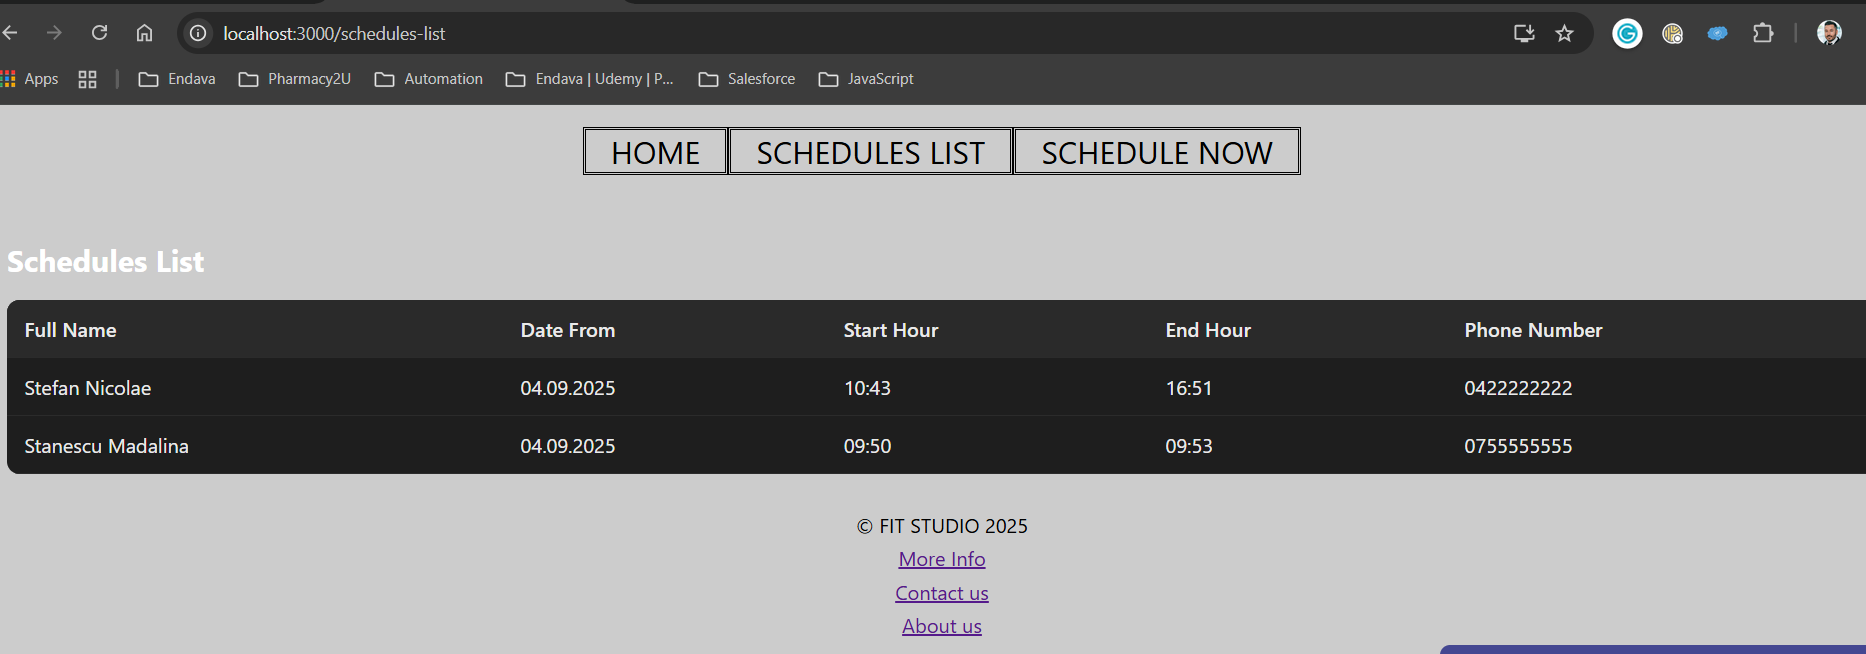 localhost:3000/schedules-list
Apps Endava Pharmacy2U Automation Endava | Udemy | P... Salesforce JavaScript
HOME SCHEDULES LIST SCHEDULE NOW
Schedules List
Full Name Date From Start Hour End Hour Phone Number
Stefan Nicolae 04.09.2025 10:43 16:51 0422222222
Stanescu Madalina 04.09.2025 09:50 09:53 0755555555
© FIT STUDIO 2025
More Info
Contact us
About us